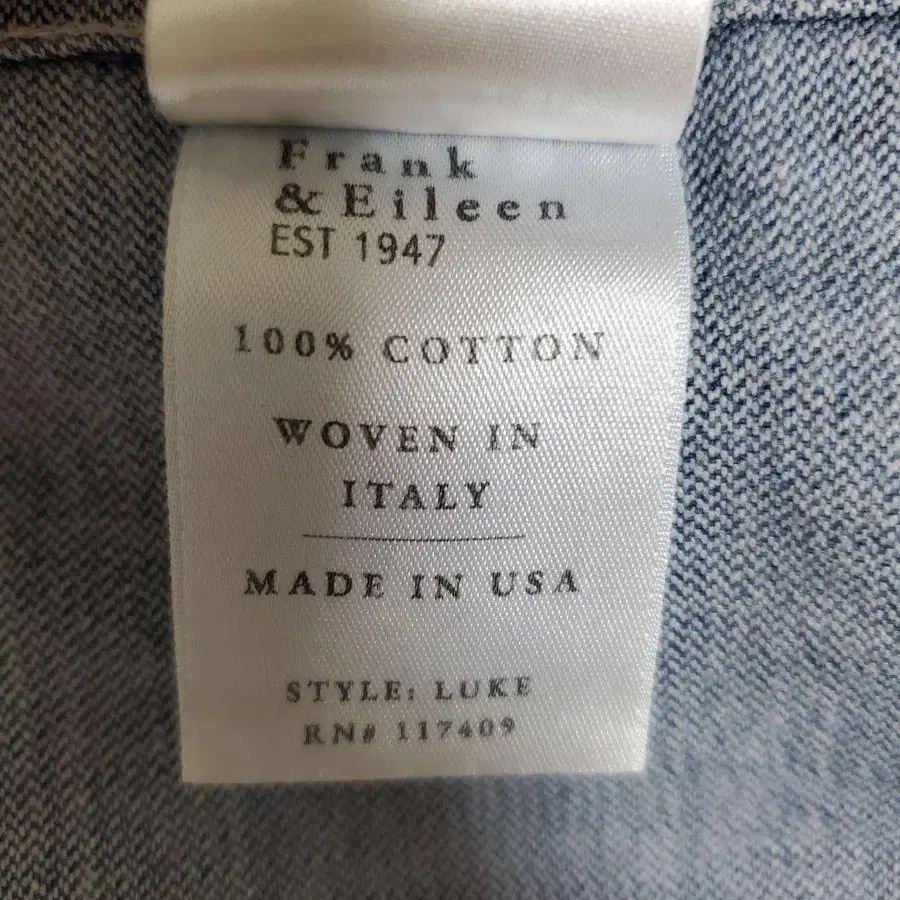 Frank
& Eileen
EST 1947
100% COTTON
WOVEN IN
ITALY
MADE IN USA
STYLE: LUKE
RN# 117409